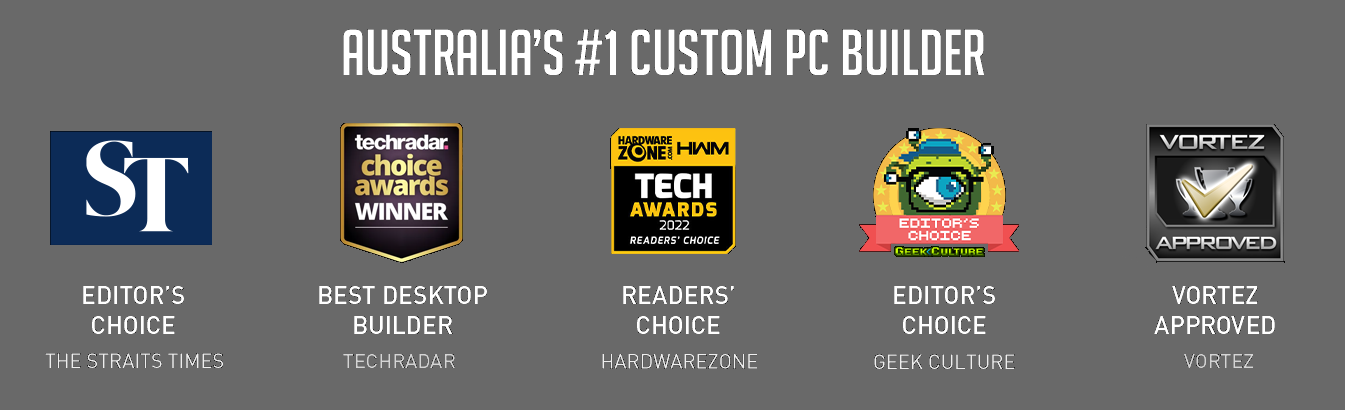 AUSTRALIA'S #1 CUSTOM PC BUILDER
ST
techradar.
choice
awards
WINNER
HARDWARE
ZONE.COM HWM
TECH
AWARDS
2022
READERS' CHOICE
EDITOR'S
CHOICE
GEEK CULTURE
VORTEZ
APPROVED
EDITOR'S
CHOICE
THE STRAITS TIMES
BEST DESKTOP
BUILDER
TECHRADAR
READERS'
CHOICE
HARDWAREZONE
EDITOR'S
CHOICE
GEEK CULTURE
VORTEZ
APPROVED
VORTEZ